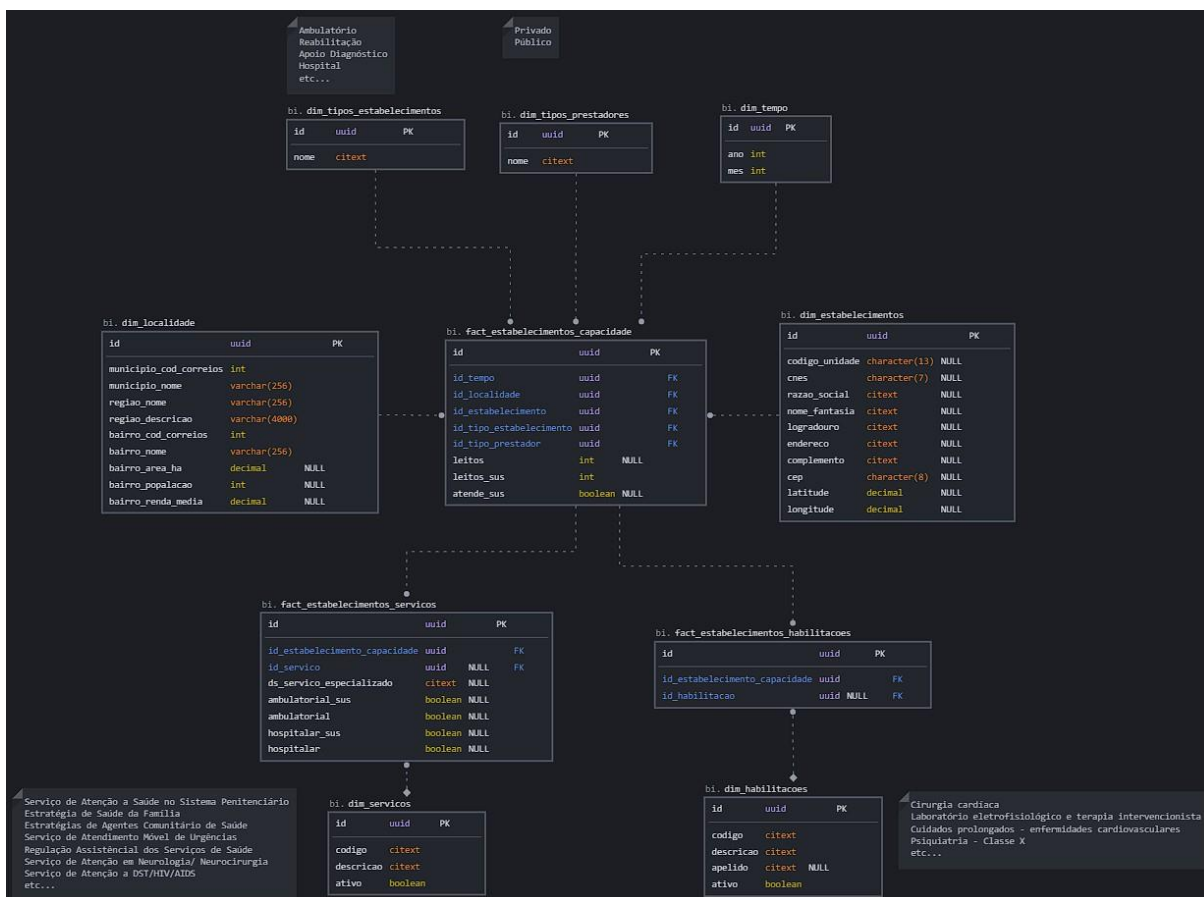 Ambulatório
Reabilitação
Apoio Diagnóstico
Hospital
etc...
Privado
Público
bi. dim_tipos_estabelecimentos
id uuid PK
nome citext
bi. dim_tipos_prestadores
id uuid PK
nome citext
bi. dim_tempo
id uuid PK
ano int
mes int
bi. dim_localidade
id uuid PK
municipio_cod_correios int
municipio_nome varchar(256)
regiao_nome varchar(256)
regiao_descricao varchar(4000)
bairro_cod_correios int
bairro_nome varchar(256)
bairro_area_ha decimal NULL
bairro_popalacao int NULL
bairro_renda_media decimal NULL
bi. fact_estabelecimentos_capacidade
id uuid PK
id_tempo uuid FK
id_localidade uuid FK
id_estabelecimento uuid FK
id_tipo_estabelecimento uuid FK
id_tipo_prestador uuid FK
leitos int NULL
leitos_sus int
atende_sus boolean NULL
bi. dim_estabelecimentos
id uuid PK
codigo_unidade character(13) NULL
cnes character(7) NULL
razao_social citext NULL
nome_fantasia citext NULL
logradouro citext NULL
endereco citext NULL
complemento citext NULL
cep character(8) NULL
latitude decimal NULL
longitude decimal NULL
bi. fact_estabelecimentos_servicos
id uuid PK
id_estabelecimento_capacidade uuid FK
id_servico uuid NULL FK
ds_servico_especializado citext NULL
ambulatorial_sus boolean NULL
ambulatorial boolean NULL
hospitalar_sus boolean NULL
hospitalar boolean NULL
bi. fact_estabelecimentos_habilitacoes
id uuid PK
id_estabelecimento_capacidade uuid FK
id_habilitacao uuid NULL FK
Serviço de Atenção a Saúde no Sistema Penitenciário
Estratégia de Saúde da Família
Estratégias de Agentes Comunitário de Saúde
Serviço de Atendimento Móvel de Urgências
Regulação Assistêncial dos Serviços de Saúde
Serviço de Atenção em Neurologia/ Neurocirurgia
Serviço de Atenção a DST/HIV/AIDS
etc...
bi. dim_servicos
id uuid PK
codigo citext
descricao citext
ativo boolean
bi. dim_habilitacoes
id uuid PK
codigo citext
descricao citext
apelido citext NULL
ativo boolean
Cirurgia cardíaca
Laboratório eletrofisiológico e terapia intervencionista
Cuidados prolongados - enfermidades cardiovasculares
Psiquiatria - Classe X
etc...